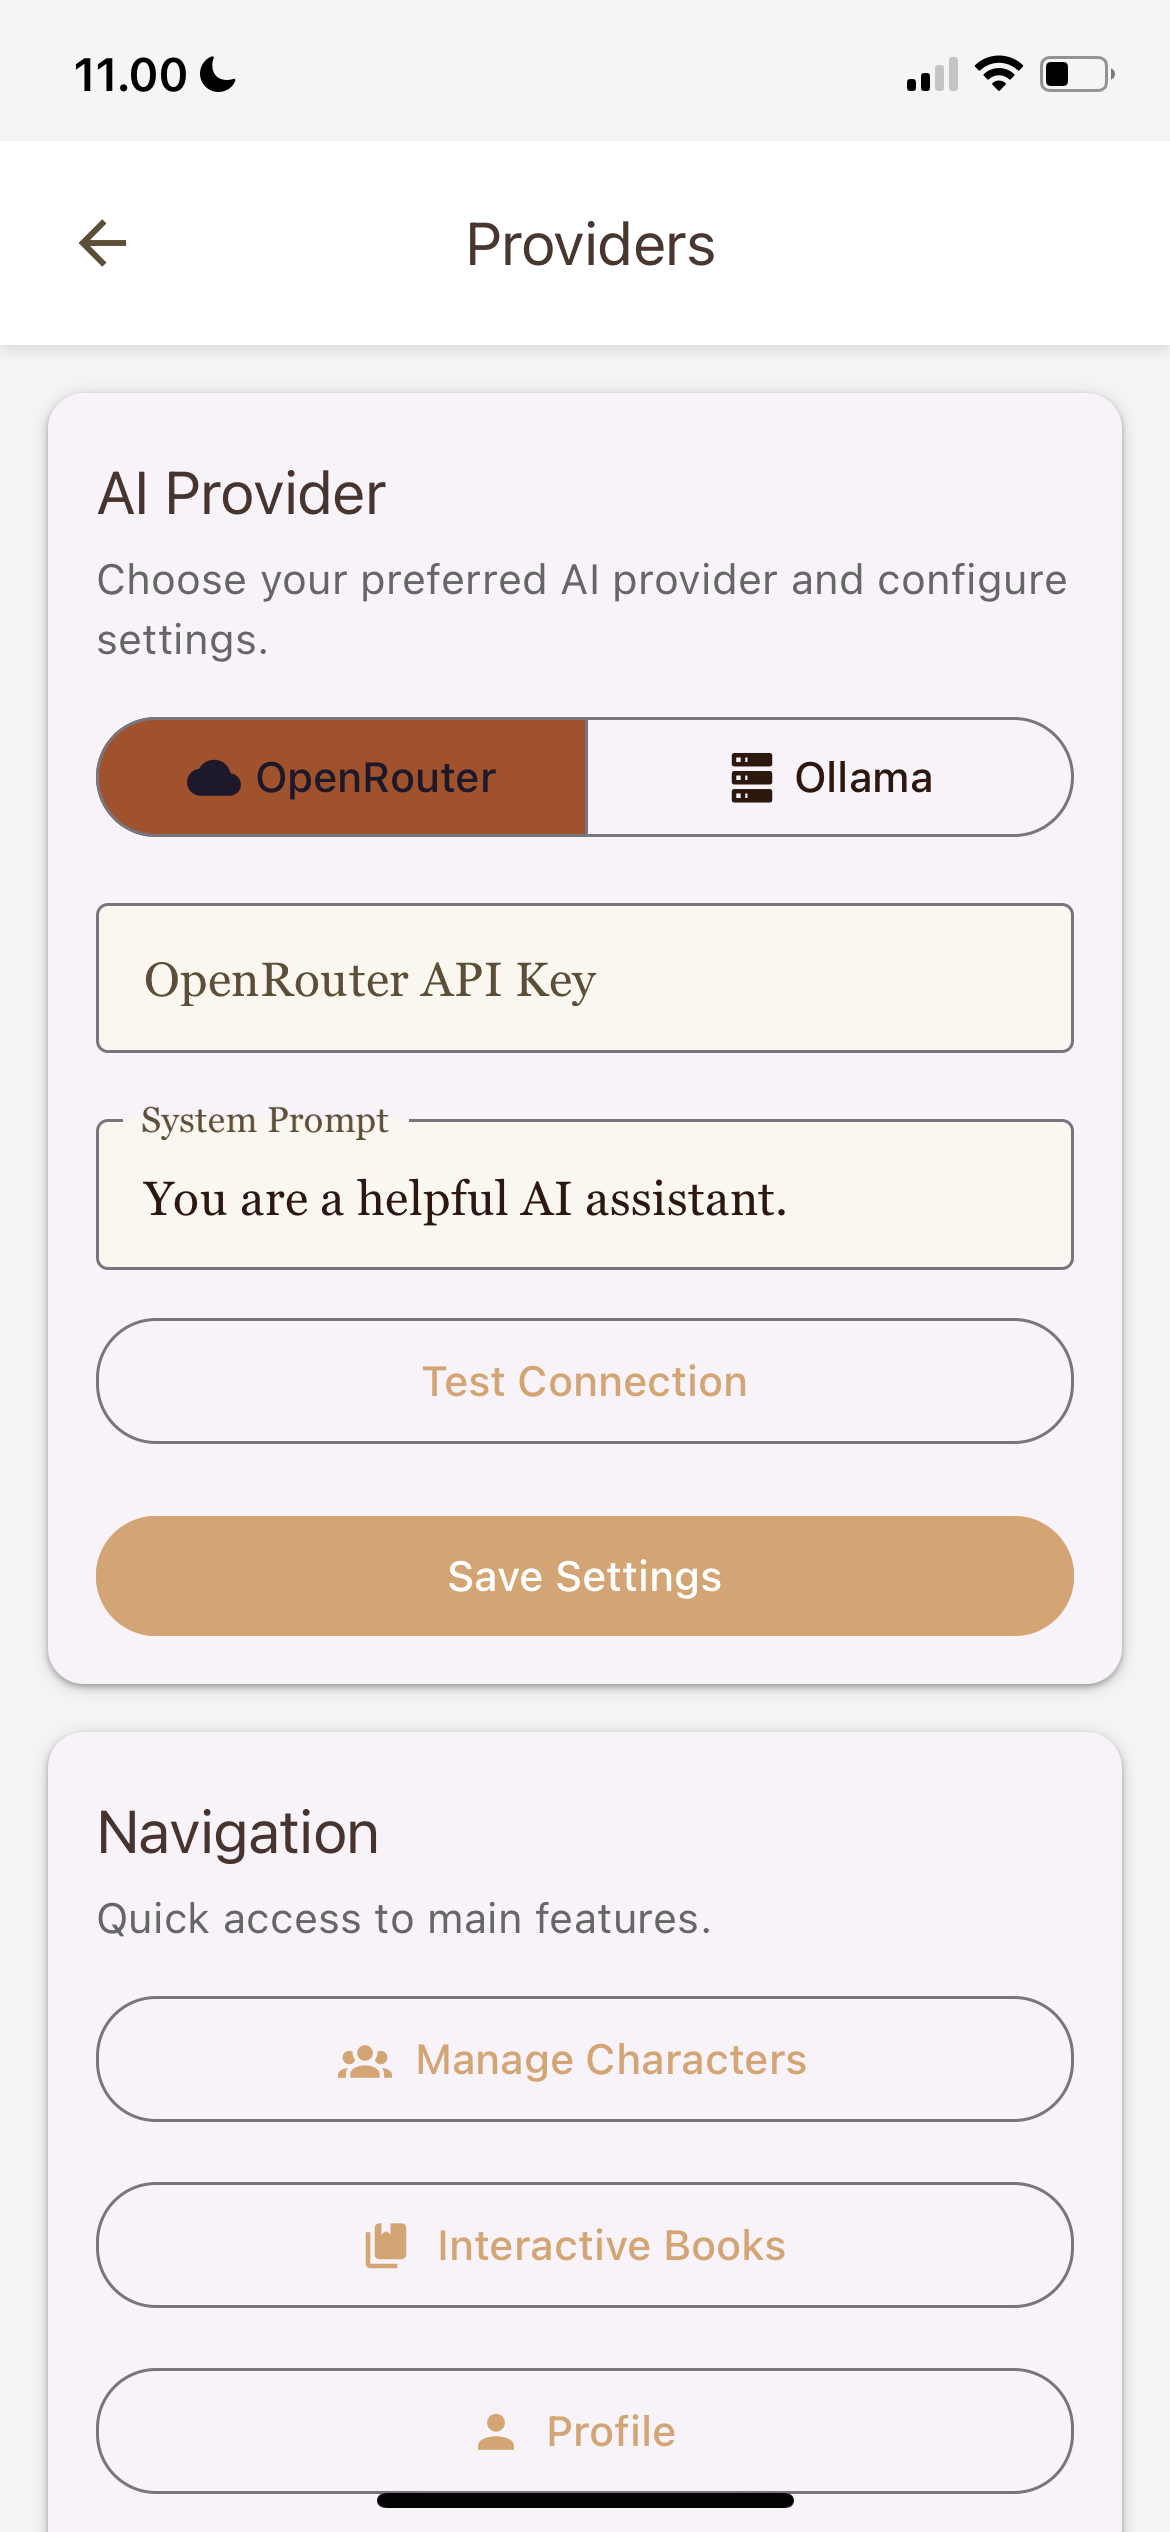 11.00
Providers
AI Provider
Choose your preferred AI provider and configure
settings.
OpenRouter
Ollama
OpenRouter API Key
System Prompt
You are a helpful AI assistant.
Test Connection
Save Settings
Navigation
Quick access to main features.
Manage Characters
Interactive Books
Profile